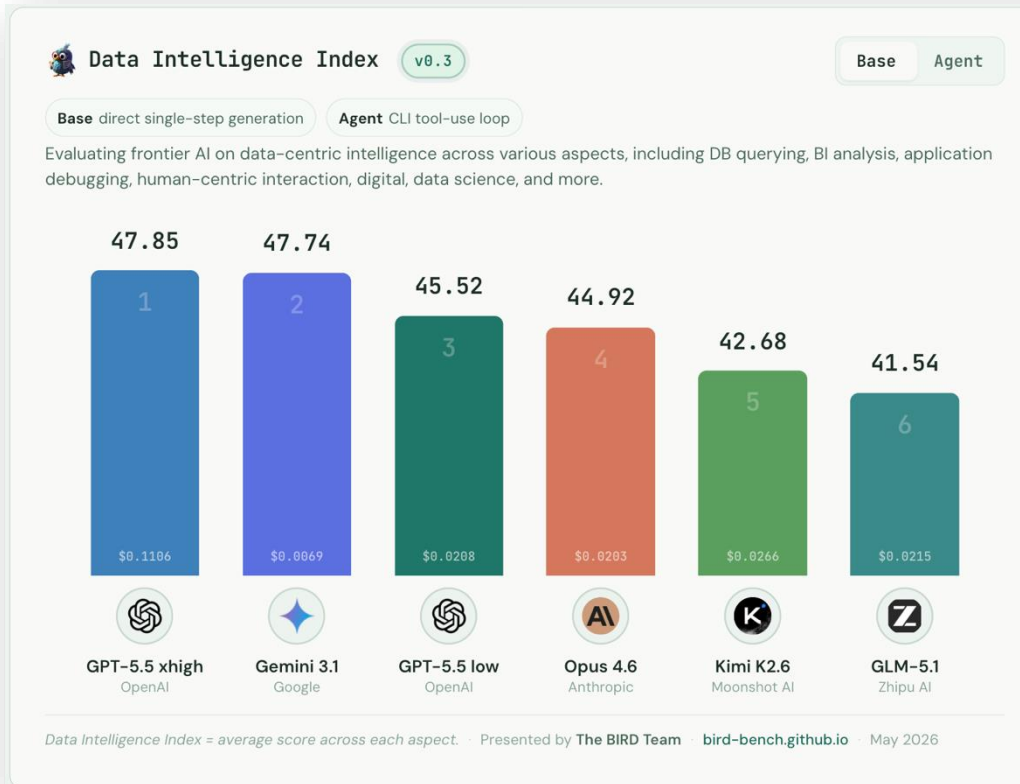 Data Intelligence Index v0.3
Base Agent
Base direct single-step generation Agent CLI tool-use loop
Evaluating frontier AI on data-centric intelligence across various aspects, including DB querying, BI analysis, application
debugging, human-centric interaction, digital, data science, and more.
47.85 47.74 45.52 44.92 42.68 41.54
1 2 3 4 5 6
$0.1106 $0.0069 $0.0208 $0.0203 $0.0266 $0.0215
GPT-5.5 xhigh Gemini 3.1 GPT-5.5 low Opus 4.6 Kimi K2.6 GLM-5.1
OpenAI Google OpenAI Anthropic Moonshot AI Zhipu AI
Data Intelligence Index = average score across each aspect. · Presented by The BIRD Team · bird-bench.github.io · May 2026